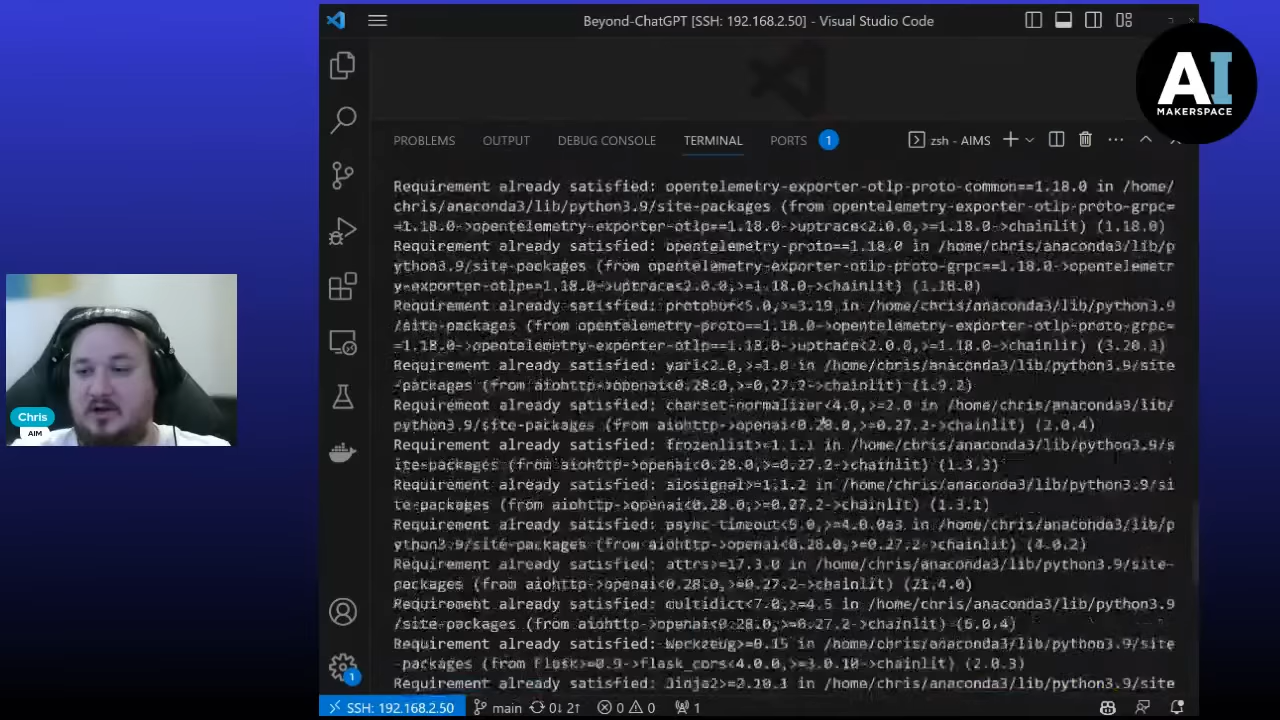 Beyond-ChatGPT [SSH: 192.168.2.50] - Visual Studio Code
AI
MAKERSPACE
PROBLEMS OUTPUT DEBUG CONSOLE TERMINAL PORTS 1 zsh - AIMS
Requirement already satisfied: opentelemetry-exporter-otlp-proto-common==1.18.0 in /home/
chris/anaconda3/lib/python3.9/site-packages (from opentelemetry-exporter-otlp-proto-grpc=
=1.18.0->opentelemetry-exporter-otlp==1.18.0->uptrace<2.0.0,>=1.18.0->chainlit) (1.18.0)
Requirement already satisfied: opentelemetry-proto==1.18.0 in /home/chris/anaconda3/lib/p
ython3.9/site-packages (from opentelemetry-exporter-otlp-proto-grpc==1.18.0->opentelemetr
y-exporter-otlp==1.18.0->uptrace<2.0.0,>=1.18.0->chainlit) (1.18.0)
Requirement already satisfied: protobuf<5.0,>=3.19 in /home/chris/anaconda3/lib/python3.9
/site-packages (from opentelemetry-proto==1.18.0->opentelemetry-exporter-otlp-proto-grpc=
=1.18.0->opentelemetry-exporter-otlp==1.18.0->uptrace<2.0.0,>=1.18.0->chainlit) (3.20.3)
Requirement already satisfied: yarl<2.0,>=1.0 in /home/chris/anaconda3/lib/python3.9/site
-packages (from aiohttp->openai<0.28.0,>=0.27.2->chainlit) (1.9.2)
Requirement already satisfied: charset-normalizer<4.0,>=2.0 in /home/chris/anaconda3/lib/
python3.9/site-packages (from aiohttp->openai<0.28.0,>=0.27.2->chainlit) (2.0.4)
Requirement already satisfied: frozenlist>=1.1.1 in /home/chris/anaconda3/lib/python3.9/s
ite-packages (from aiohttp->openai<0.28.0,>=0.27.2->chainlit) (1.3.3)
Requirement already satisfied: aiosignal>=1.1.2 in /home/chris/anaconda3/lib/python3.9/si
te-packages (from aiohttp->openai<0.28.0,>=0.27.2->chainlit) (1.3.1)
Requirement already satisfied: async-timeout<5.0,>=4.0.0a3 in /home/chris/anaconda3/lib/p
ython3.9/site-packages (from aiohttp->openai<0.28.0,>=0.27.2->chainlit) (4.0.2)
Requirement already satisfied: attrs>=17.3.0 in /home/chris/anaconda3/lib/python3.9/site-
packages (from aiohttp->openai<0.28.0,>=0.27.2->chainlit) (21.4.0)
Requirement already satisfied: multidict<7.0,>=4.5 in /home/chris/anaconda3/lib/python3.9
/site-packages (from aiohttp->openai<0.28.0,>=0.27.2->chainlit) (6.0.4)
Requirement already satisfied: Werkzeug>=0.15 in /home/chris/anaconda3/lib/python3.9/site
-packages (from Flask>=0.9->flask_cors<4.0.0,>=3.0.10->chainlit) (2.0.3)
Requirement already satisfied: Jinja2>=2.10.1 in /home/chris/anaconda3/lib/python3.9/site
Chris
AIM
1
SSH: 192.168.2.50 main 0↓ 2↑ 0 0 1